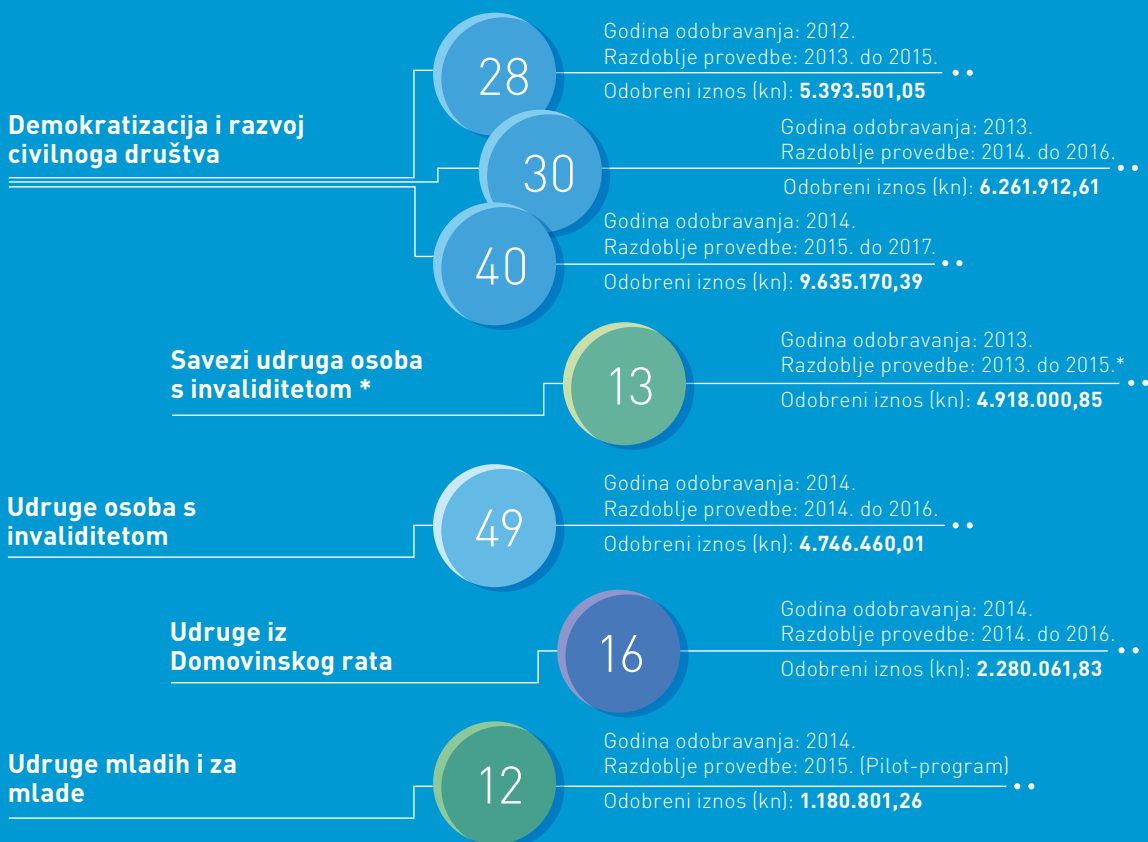 Demokratizacija i razvoj
civilnoga društva
28
Godina odobravanja: 2012.
Razdoblje provedbe: 2013. do 2015.
Odobreni iznos (kn): 5.393.501,05
30
Godina odobravanja: 2013.
Razdoblje provedbe: 2014. do 2016.
Odobreni iznos (kn): 6.261.912,61
40
Godina odobravanja: 2014.
Razdoblje provedbe: 2015. do 2017.
Odobreni iznos (kn): 9.635.170,39
Savezi udruga osoba
s invaliditetom *
13
Godina odobravanja: 2013.
Razdoblje provedbe: 2013. do 2015.*
Odobreni iznos (kn): 4.918.000,85
Udruge osoba s
invaliditetom
49
Godina odobravanja: 2014.
Razdoblje provedbe: 2014. do 2016.
Odobreni iznos (kn): 4.746.460,01
Udruge iz
Domovinskog rata
16
Godina odobravanja: 2014.
Razdoblje provedbe: 2014. do 2016.
Odobreni iznos (kn): 2.280.061,83
Udruge mladih i za
mlade
12
Godina odobravanja: 2014.
Razdoblje provedbe: 2015. (Pilot-program)
Odobreni iznos (kn): 1.180.801,26